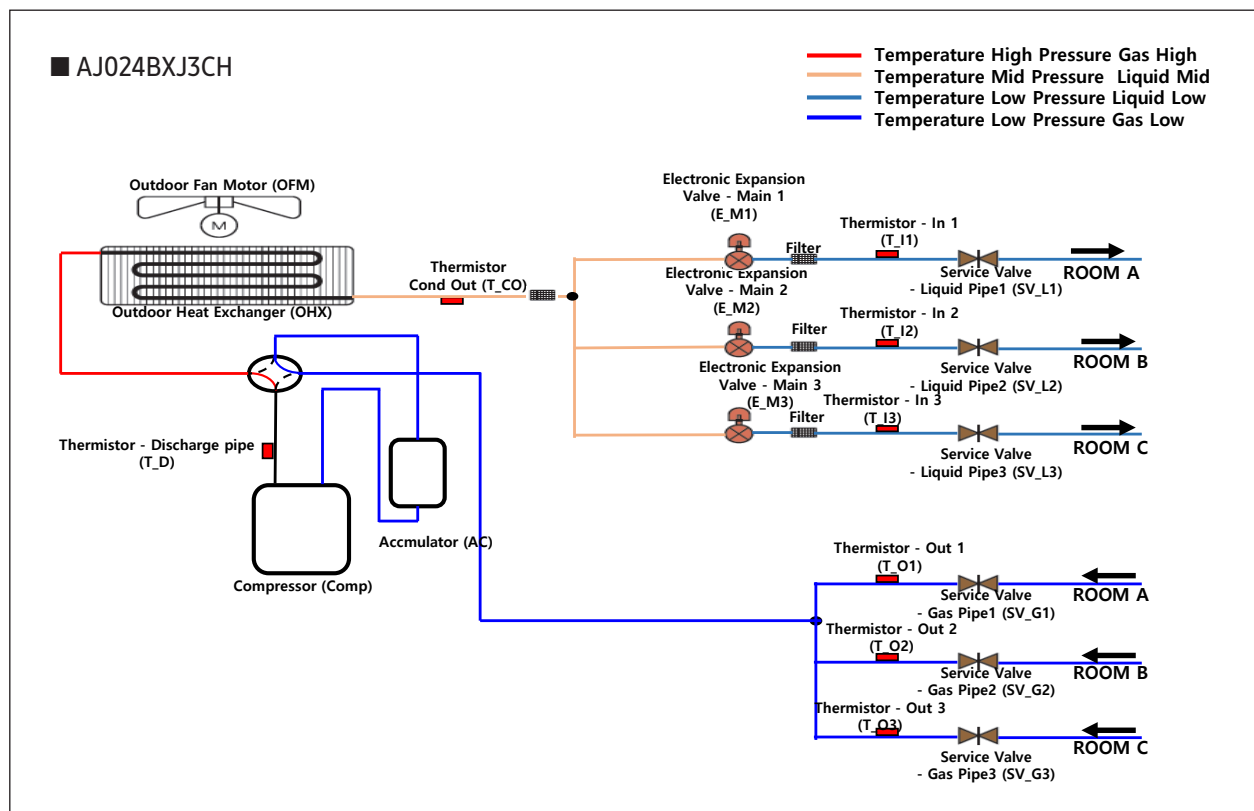 ■ AJ024BXJ3CH
Temperature High Pressure Gas High
Temperature Mid Pressure Liquid Mid
Temperature Low Pressure Liquid Low
Temperature Low Pressure Gas Low
Outdoor Fan Motor (OFM)
M
Outdoor Heat Exchanger (OHX)
Thermistor
Cond Out (T_CO)
Electronic Expansion
Valve - Main 1
(E_M1)
Filter
Thermistor - In 1
(T_I1)
Service Valve
- Liquid Pipe1 (SV_L1)
ROOM A
Electronic Expansion
Valve - Main 2
(E_M2)
Filter
Thermistor - In 2
(T_I2)
Service Valve
- Liquid Pipe2 (SV_L2)
ROOM B
Electronic Expansion
Valve - Main 3
(E_M3)
Filter
Thermistor - In 3
(T_I3)
Service Valve
- Liquid Pipe3 (SV_L3)
ROOM C
Thermistor - Discharge pipe
(T_D)
Accmulator (AC)
Compressor (Comp)
Thermistor - Out 1
(T_O1)
Service Valve
- Gas Pipe1 (SV_G1)
ROOM A
Thermistor - Out 2
(T_O2)
Service Valve
- Gas Pipe2 (SV_G2)
ROOM B
Thermistor - Out 3
(T_O3)
Service Valve
- Gas Pipe3 (SV_G3)
ROOM C